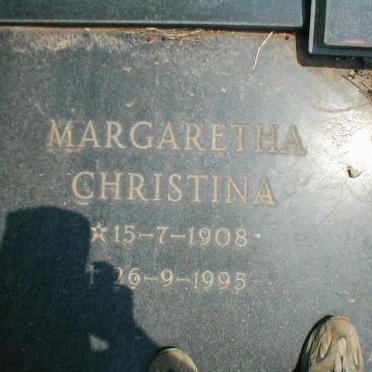 MARGARETHA
CHRISTINA
☆15-7-1908
†26-9-1995